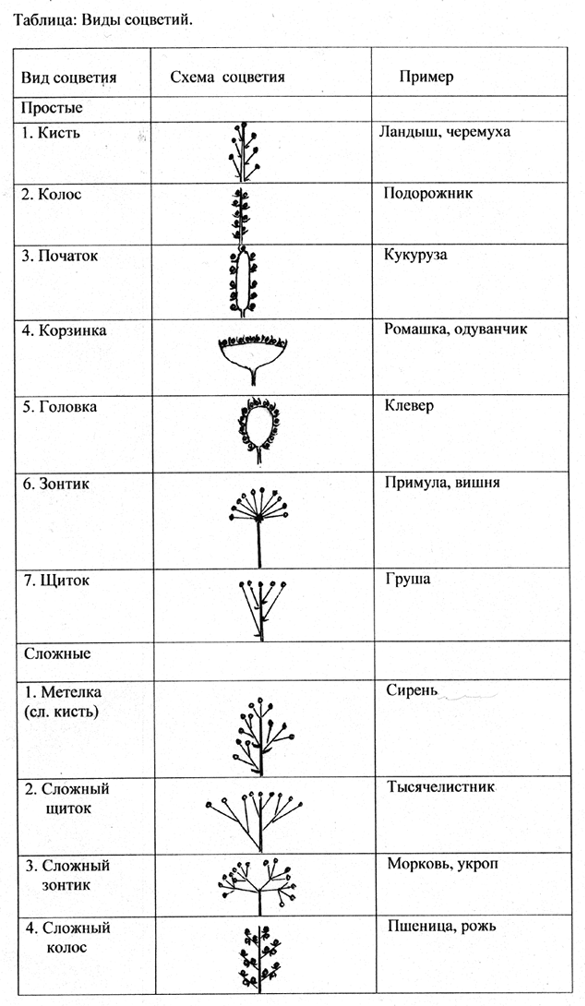 Таблица: Виды соцветий.
Вид соцветия Схема соцветия Пример
Простые
1. Кисть Ландыш, черемуха
2. Колос Подорожник
3. Початок Кукуруза
4. Корзинка Ромашка, одуванчик
5. Головка Клевер
6. Зонтик Примула, вишня
7. Щиток Груша
Сложные
1. Метелка Сирень
(сл. кисть)
2. Сложный Тысячелистник
щиток
3. Сложный Морковь, укроп
зонтик
4. Сложный Пшеница, рожь
колос